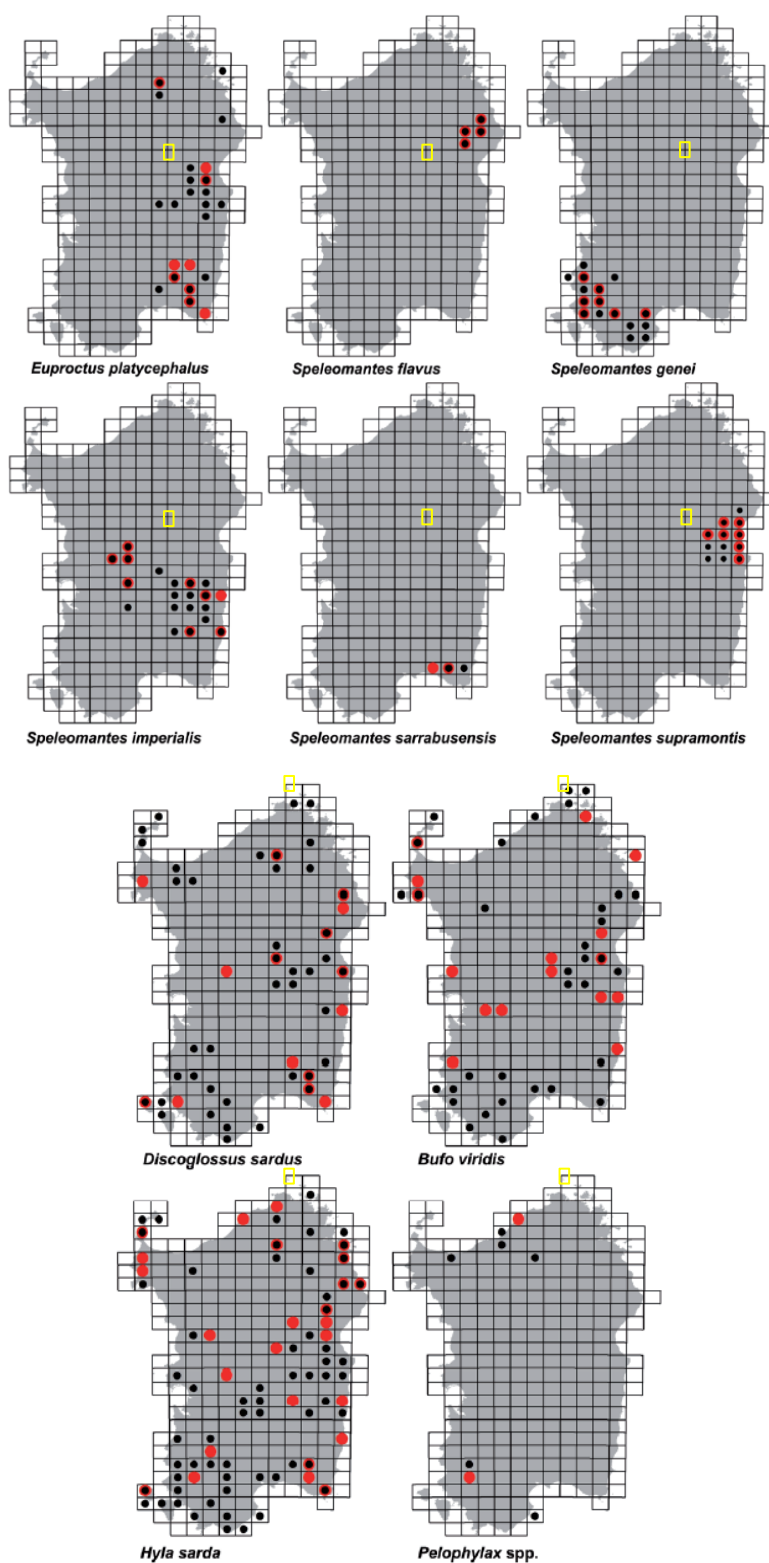 Euproctus platycephalus
Speleomantes flavus
Speleomantes genei
Speleomantes imperialis
Speleomantes sarrabusensis
Speleomantes supramontis
Discoglossus sardus
Bufo viridis
Hyla sarda
Pelophylax spp.